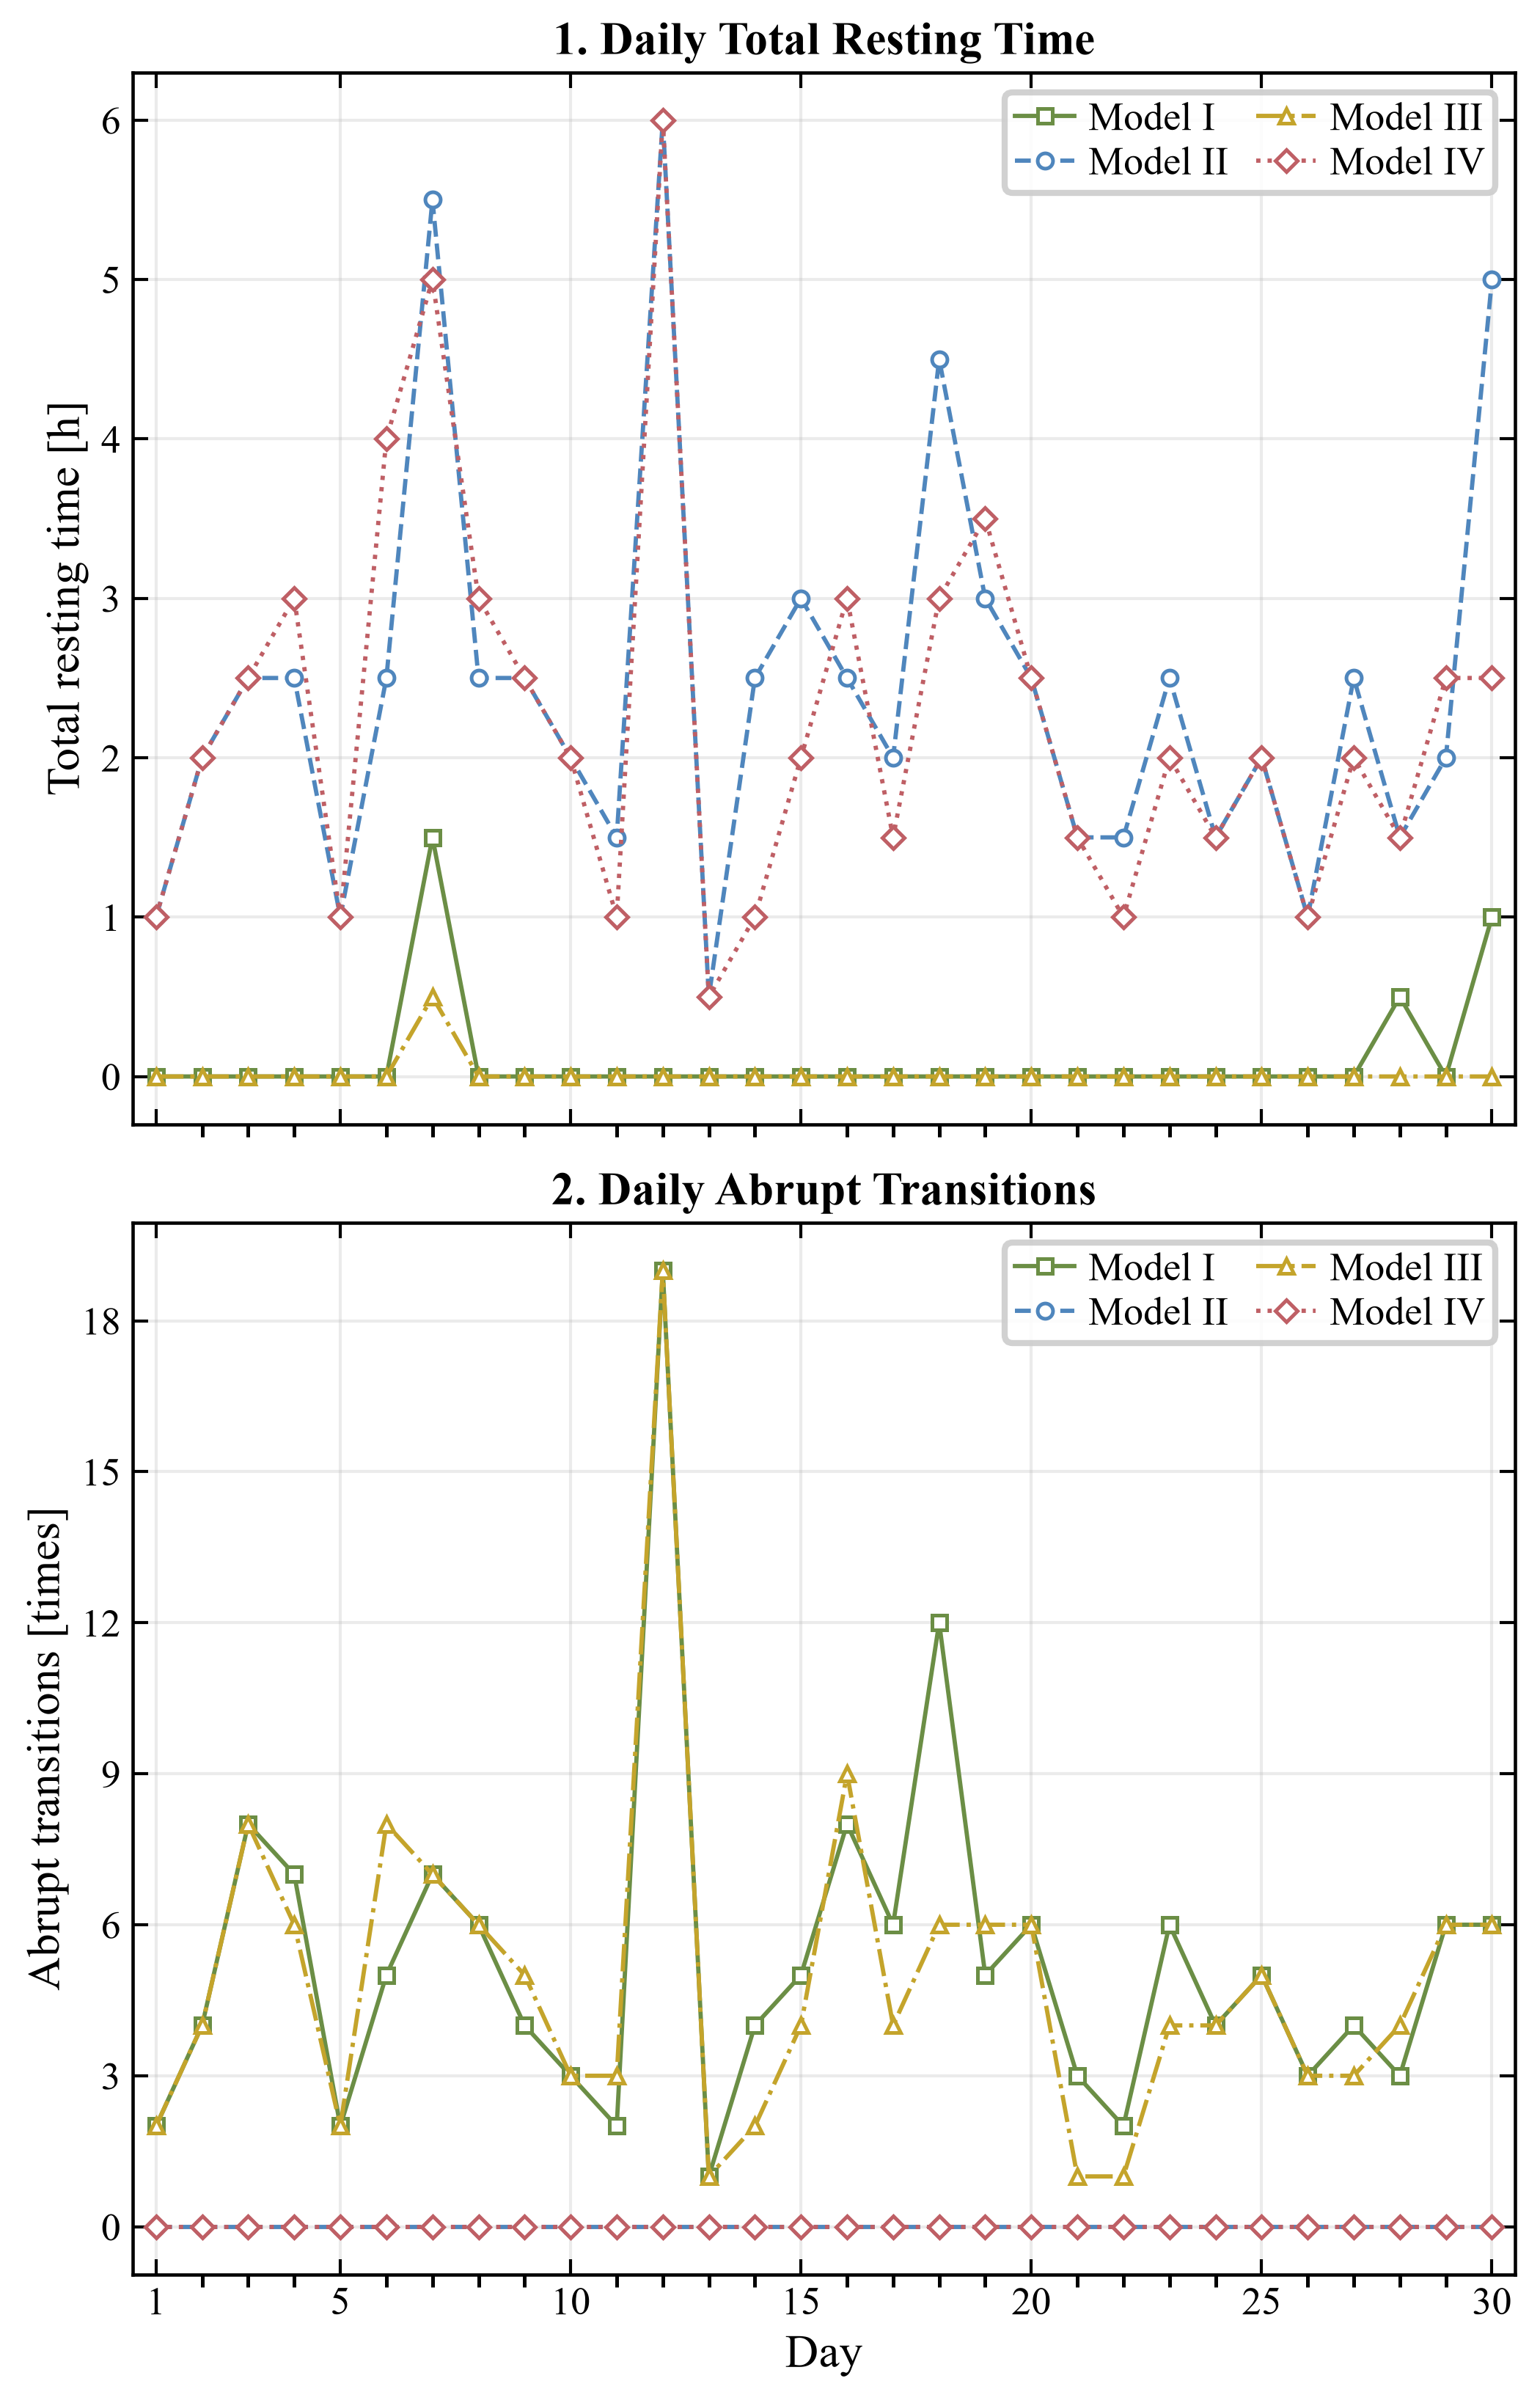 1. Daily Total Resting Time
Model I
Model III
Model II
Model IV
Total resting time [h]
6
5
4
3
2
1
0
2. Daily Abrupt Transitions
Model I
Model III
Model II
Model IV
Abrupt transitions [times]
18
15
12
9
6
3
0
1 5 10 15 20 25 30
Day